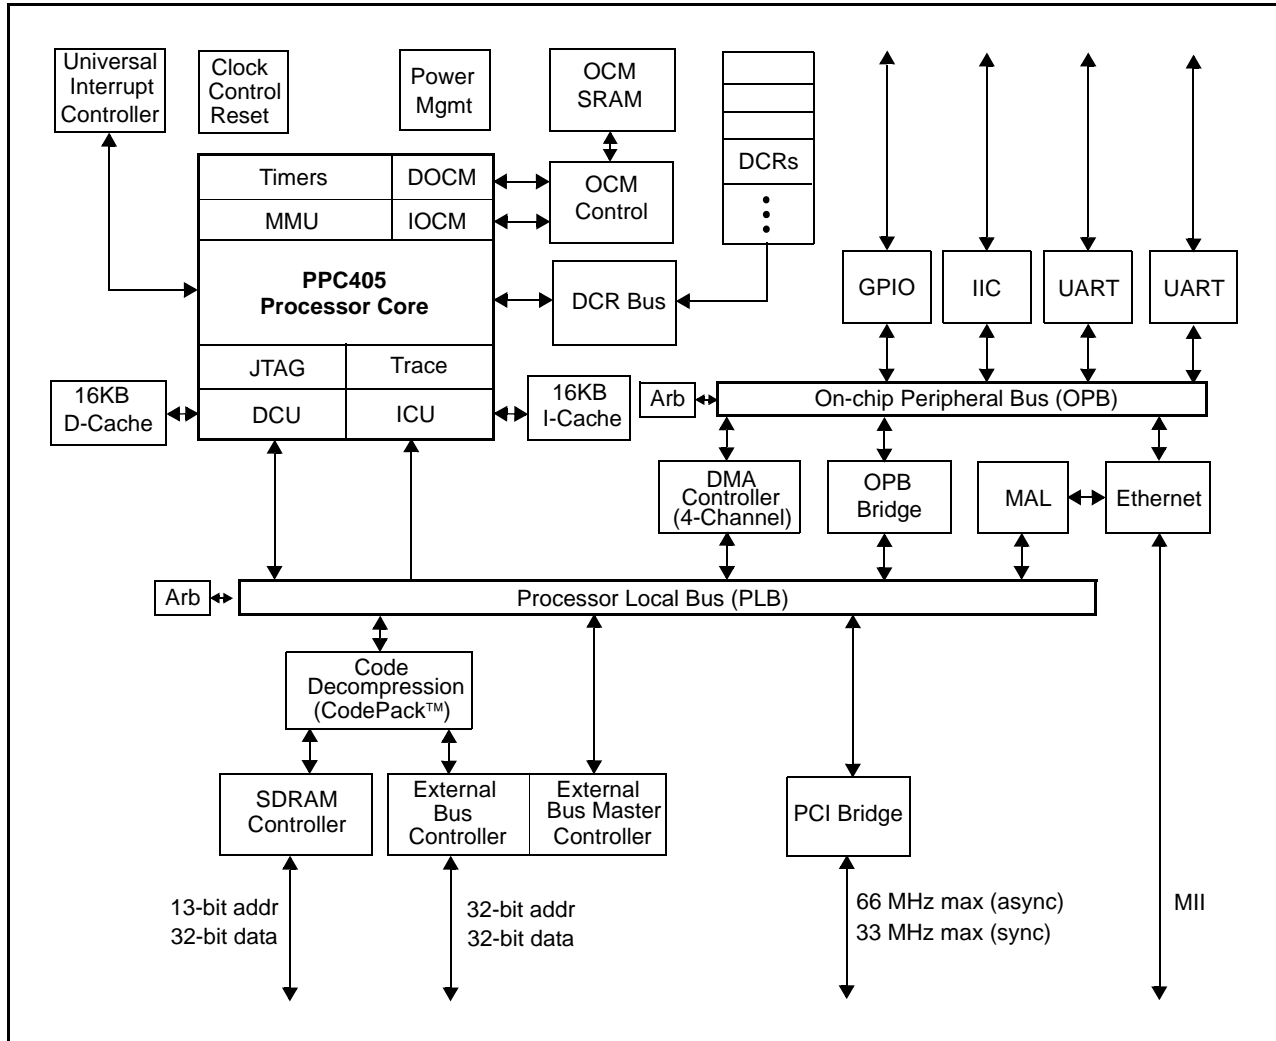 Universal
Interrupt
Controller
Clock
Control
Reset
Power
Mgmt
OCM
SRAM
DCRs
Timers
DOCM
MMU
IOCM
OCM
Control
PPC405
Processor Core
DCR Bus
GPIO
IIC
UART
UART
JTAG
Trace
DCU
ICU
16KB
D-Cache
16KB
I-Cache
Arb
On-chip Peripheral Bus (OPB)
DMA
Controller
(4-Channel)
OPB
Bridge
MAL
Ethernet
Arb
Processor Local Bus (PLB)
Code
Decompression
(CodePack™)
SDRAM
Controller
External
Bus
Controller
External
Bus Master
Controller
PCI Bridge
13-bit addr
32-bit data
32-bit addr
32-bit data
66 MHz max (async)
33 MHz max (sync)
MII